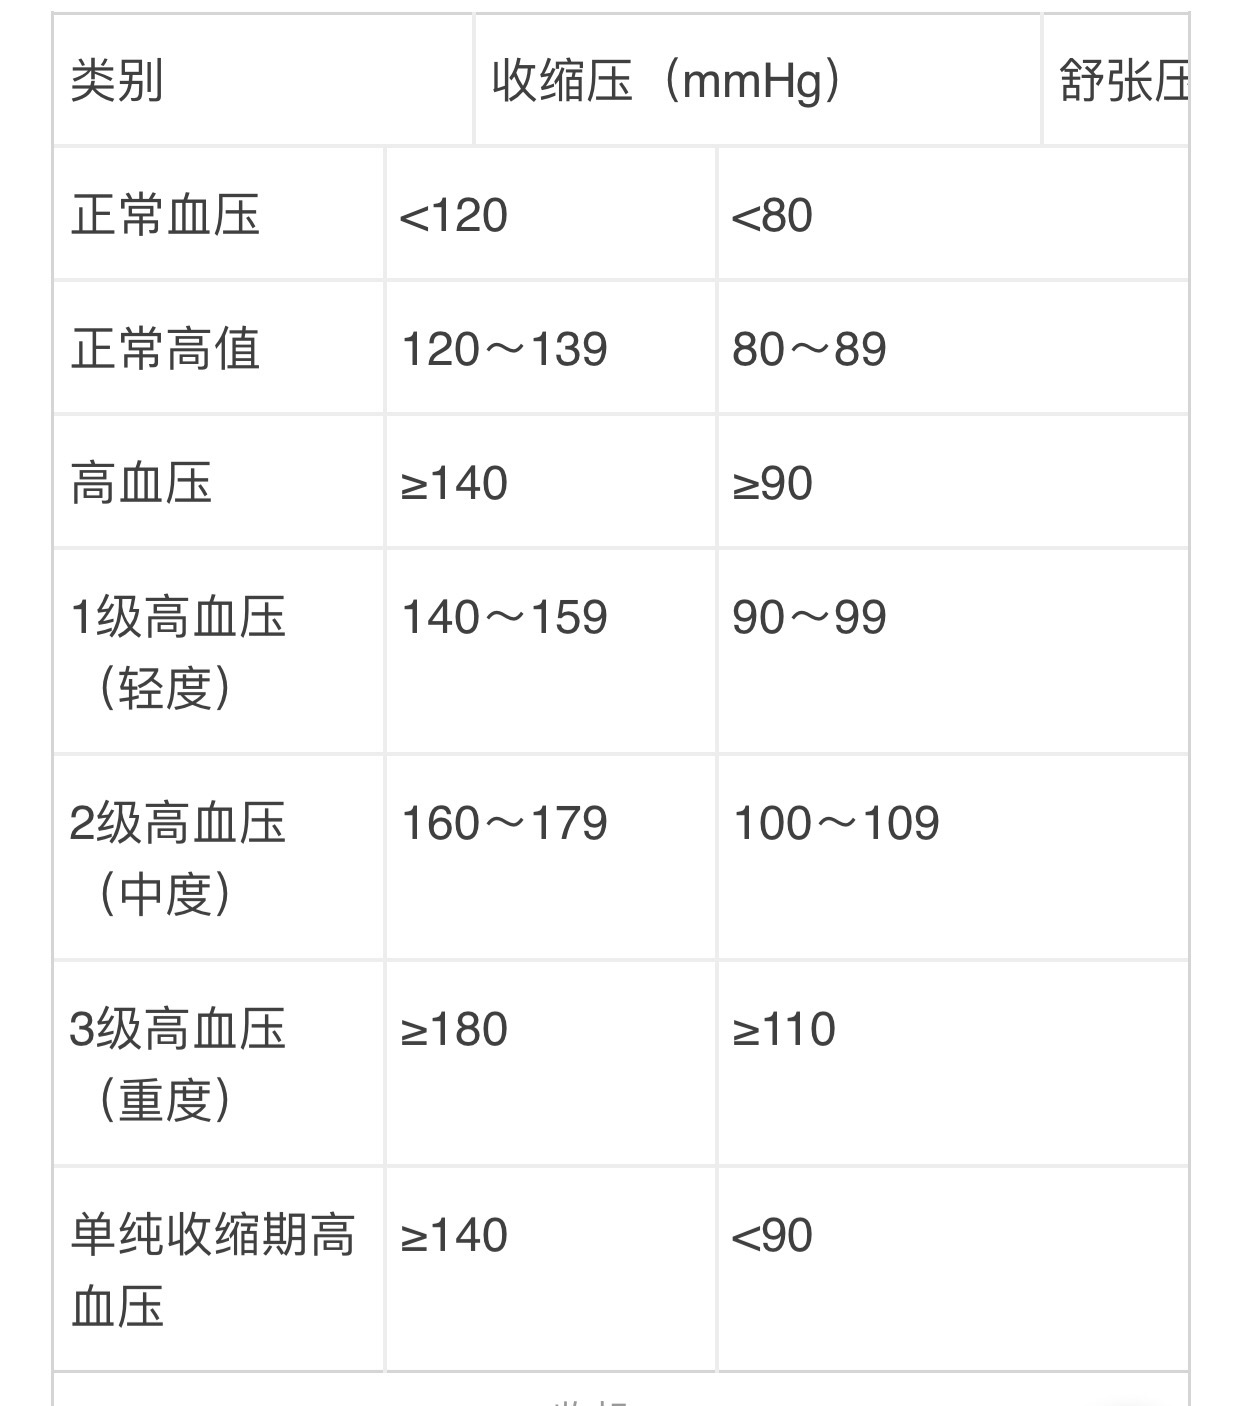 类别 收缩压（mmHg） 舒张压
正常血压 <120 <80
正常高值 120～139 80～89
高血压 ≥140 ≥90
1级高血压 140～159 90～99
（轻度）
2级高血压 160～179 100～109
（中度）
3级高血压 ≥180 ≥110
（重度）
单纯收缩期高 ≥140 <90
血压